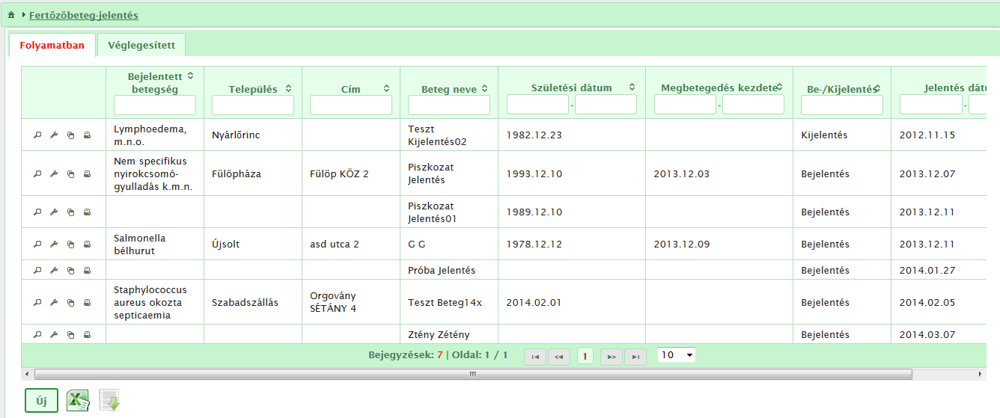 Fertőzőbeteg-jelentés
Folyamatban Véglegesített
Bejelentett betegség Település Cím Beteg neve Születési dátum Megbetegedés kezdete Be-/Kijelentés Jelentés dátu
- - -
Lymphoedema, m.n.o. Nyárlőrinc Teszt Kijelentés02 1982.12.23 Kijelentés 2012.11.15
Nem specifikus nyirokcsomó-gyulladás k.m.n. Fülöpháza Fülöp KÖZ 2 Piszkozat Jelentés 1993.12.10 2013.12.03 Bejelentés 2013.12.07
Piszkozat Jelentés01 1989.12.10 Bejelentés 2013.12.11
Salmonella bélhurut Újsolt asd utca 2 G G 1978.12.12 2013.12.09 Bejelentés 2013.12.11
Próba Jelentés Bejelentés 2014.01.27
Staphylococcus aureus okozta septicaemia Szabadszállás Orgovány SÉTÁNY 4 Teszt Beteg14x 2014.02.01 Bejelentés 2014.02.05
Ztény Zétény Bejelentés 2014.03.07
Bejegyzések: 7 | Oldal: 1 / 1 1 10
Új